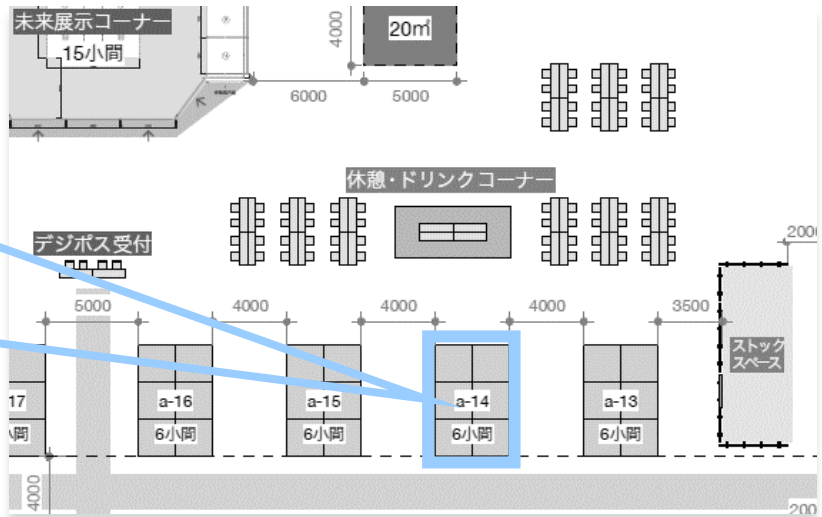 未来展示コーナー
15小間
4000
20㎡
6000
5000
休憩・ドリンクコーナー
デジポス受付
5000
4000
4000
4000
3500
2000
ストック
スペース
17
a-16
a-15
a-14
a-13
小間
6小間
6小間
6小間
6小間
4000
200